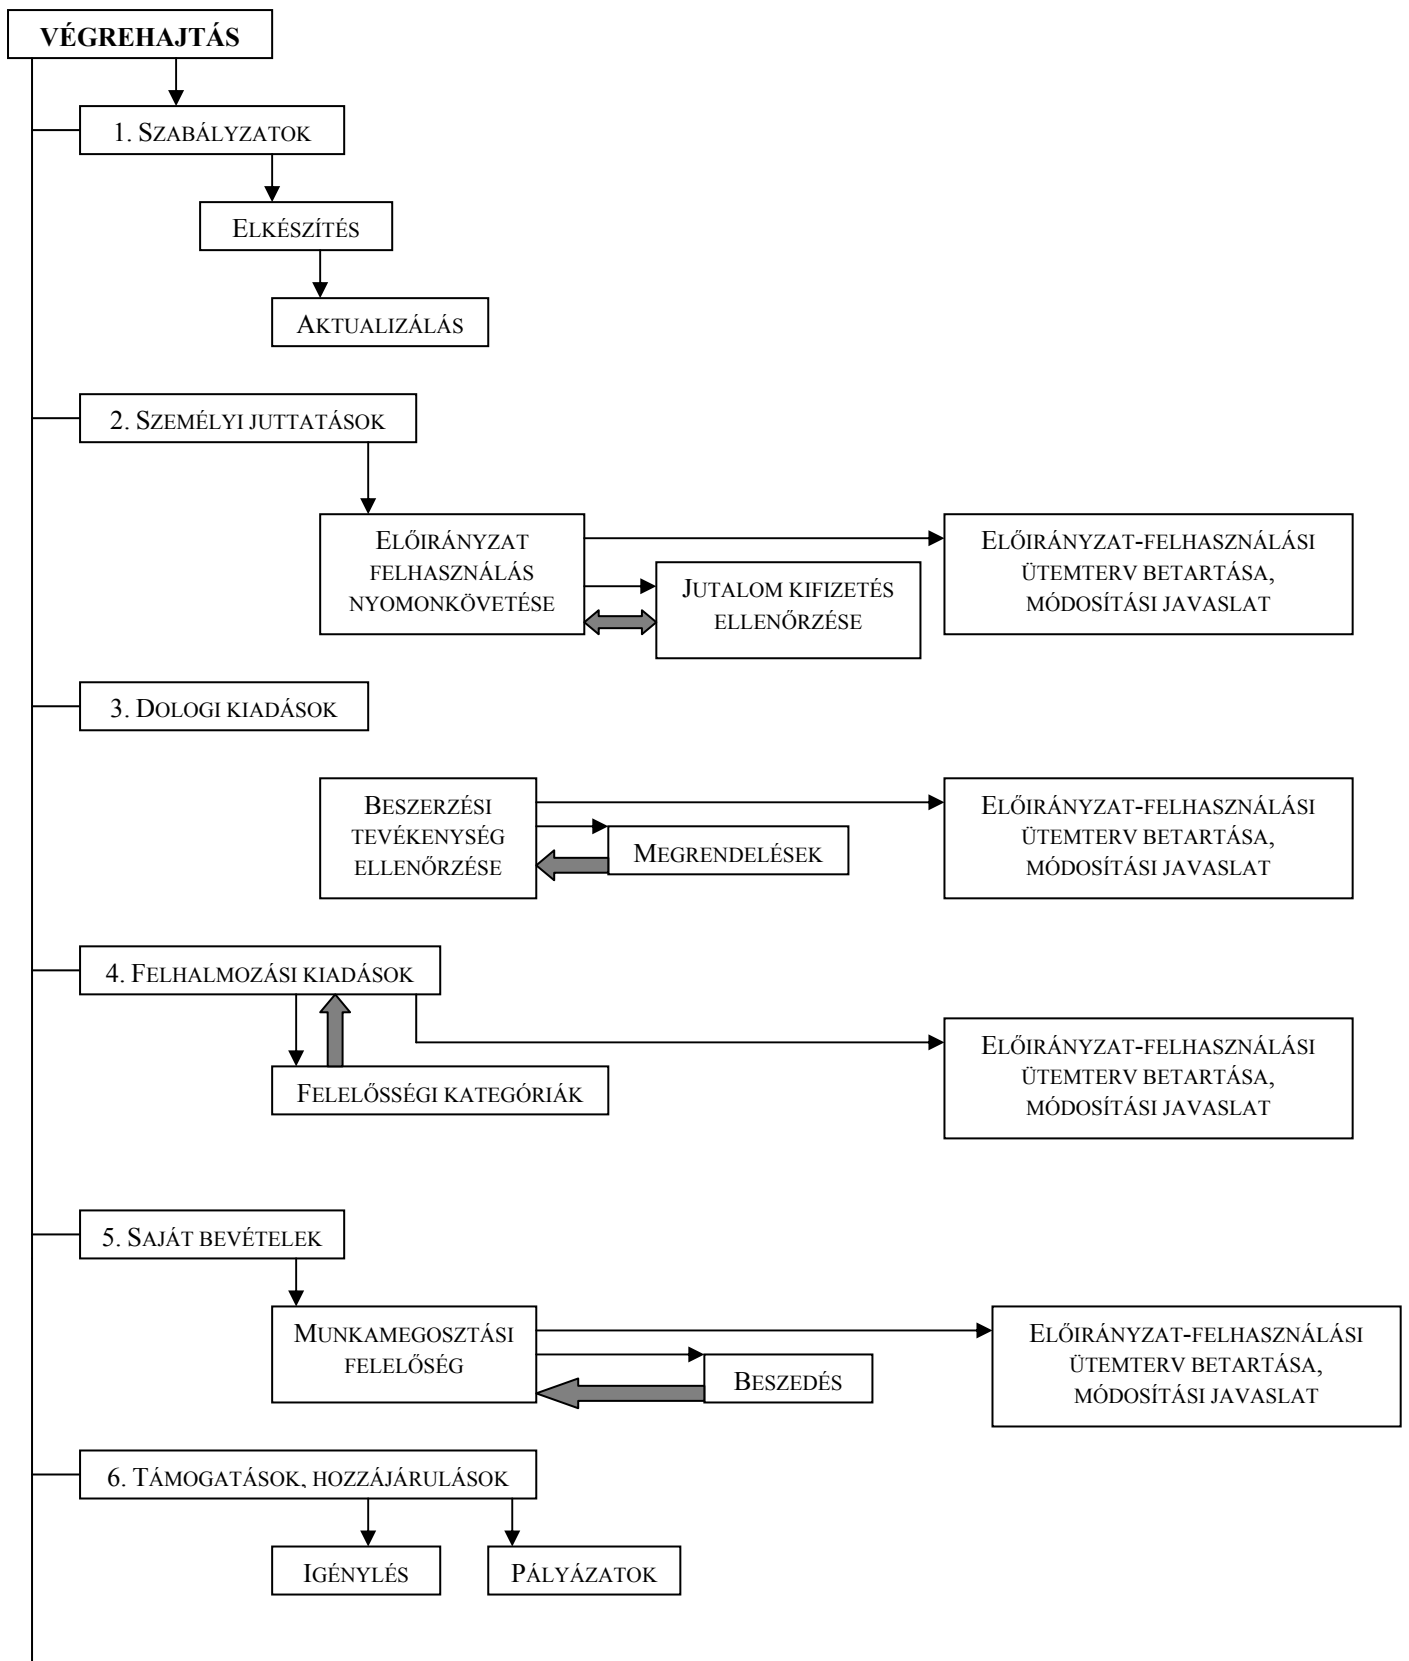 VÉGREHAJTÁS
1. SZABÁLYZATOK
ELKÉSZÍTÉS
AKTUALIZÁLÁS
2. SZEMÉLYI JUTTATÁSOK
ELŐIRÁNYZAT
FELHASZNÁLÁS
NYOMONKÖVETÉSE
JUTALOM KIFIZETÉS
ELLENŐRZÉSE
ELŐIRÁNYZAT-FELHASZNÁLÁSI
ÜTEMTERV BETARTÁSA,
MÓDOSÍTÁSI JAVASLAT
3. DOLOGI KIADÁSOK
BESZERZÉSI
TEVÉKENYSÉG
ELLENŐRZÉSE
MEGRENDELÉSEK
ELŐIRÁNYZAT-FELHASZNÁLÁSI
ÜTEMTERV BETARTÁSA,
MÓDOSÍTÁSI JAVASLAT
4. FELHALMOZÁSI KIADÁSOK
FELELŐSSÉGI KATEGÓRIÁK
ELŐIRÁNYZAT-FELHASZNÁLÁSI
ÜTEMTERV BETARTÁSA,
MÓDOSÍTÁSI JAVASLAT
5. SAJÁT BEVÉTELEK
MUNKAMEGOSZTÁSI
FELELŐSÉG
BESZEDÉS
ELŐIRÁNYZAT-FELHASZNÁLÁSI
ÜTEMTERV BETARTÁSA,
MÓDOSÍTÁSI JAVASLAT
6. TÁMOGATÁSOK, HOZZÁJÁRULÁSOK
IGÉNYLÉS
PÁLYÁZATOK